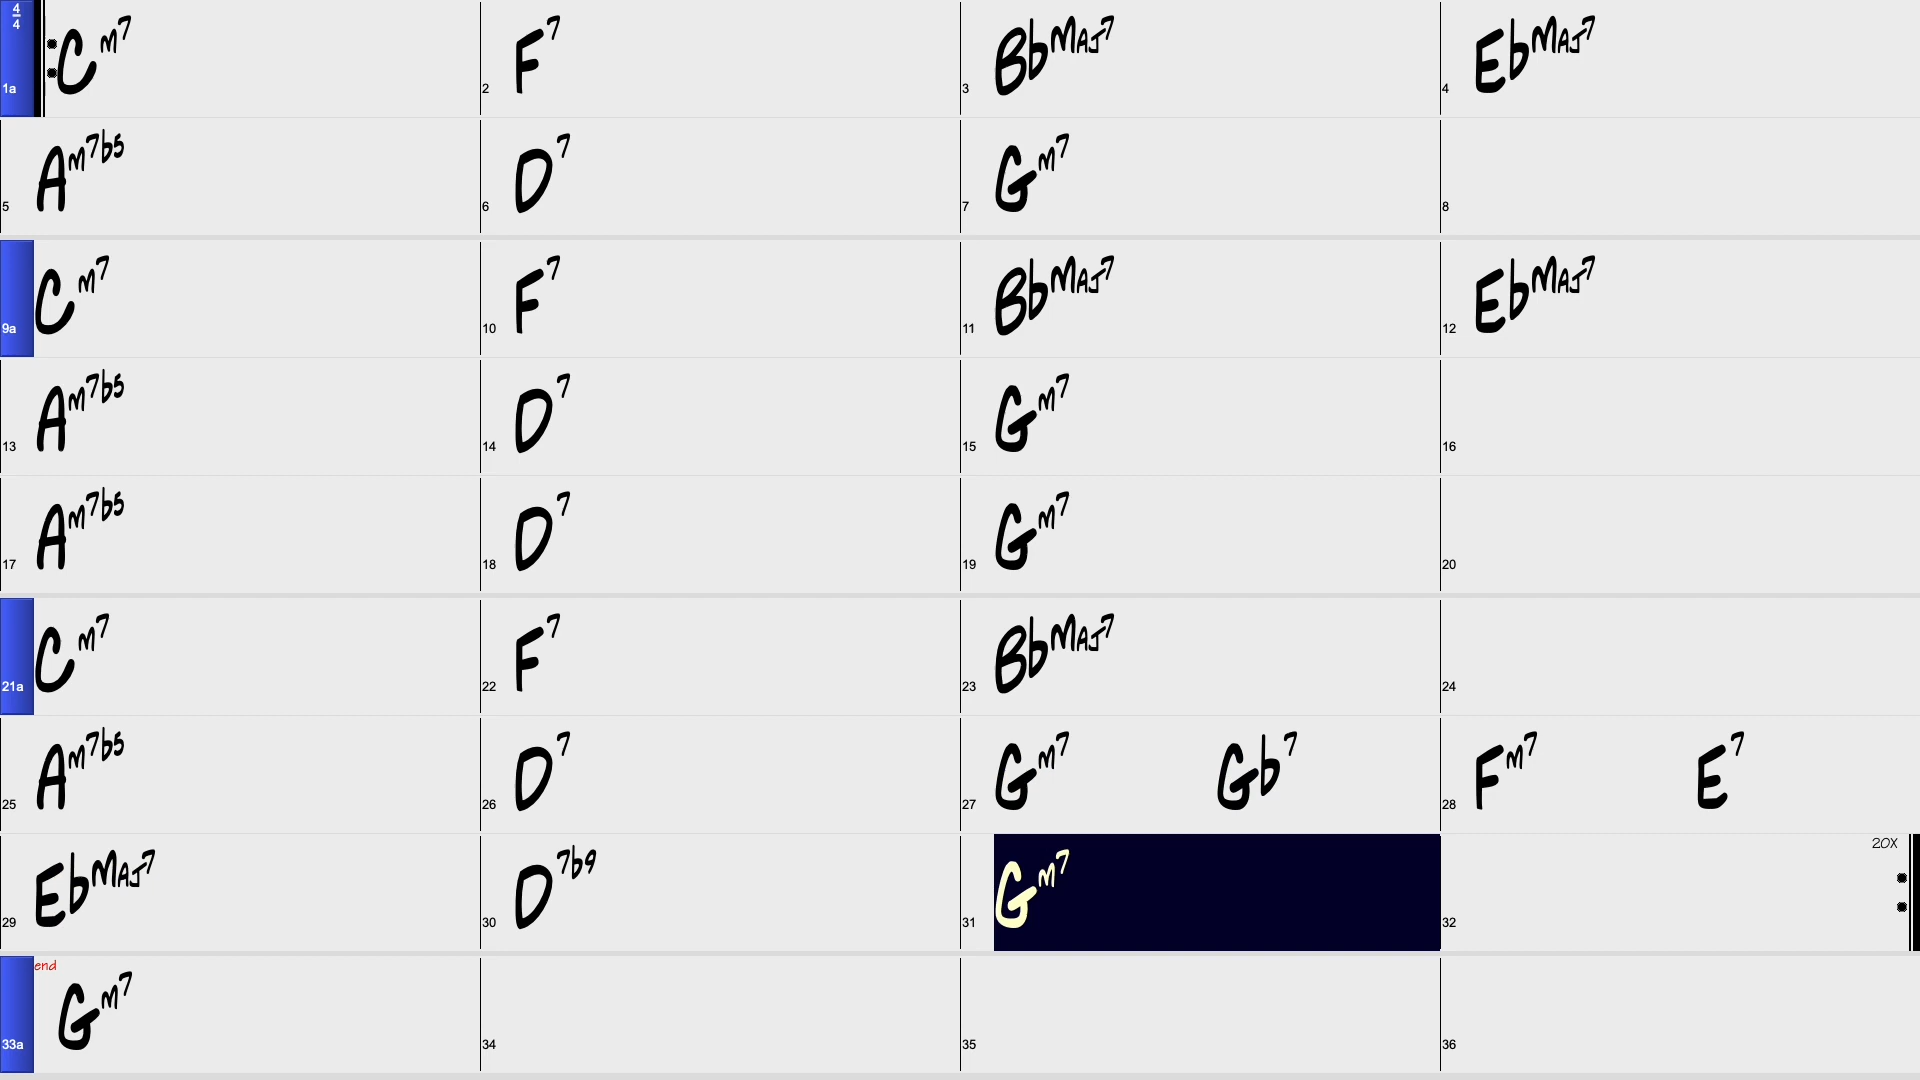 4/4
1a Cm7 2 F7 3 BbMAJ7 4 EbMAJ7
5 Am7b5 6 D7 7 Gm7 8
9a Cm7 10 F7 11 BbMAJ7 12 EbMAJ7
13 Am7b5 14 D7 15 Gm7 16
17 Am7b5 18 D7 19 Gm7 20
21a Cm7 22 F7 23 BbMAJ7 24
25 Am7b5 26 D7 27 Gm7 Gb7 28 Fm7 E7
20X
29 EbMAJ7 30 D7b9 31 Gm7 32
end
33a Gm7 34 35 36